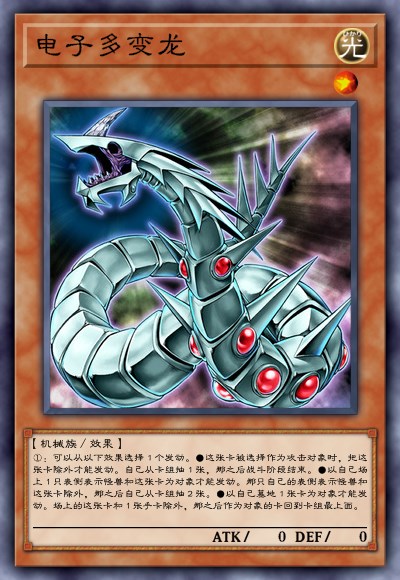 电子多变龙
光
【机械族／效果】
①：可以从以下效果选择1个发动。●这张卡被选择作为攻击对象时，把这
张卡除外才能发动。自己从卡组抽1张，那之后战斗阶段结束。●以自己场
上1只表侧表示怪兽和这张卡为对象才能发动。那只自己的表侧表示怪兽和
这张卡除外，那之后自己从卡组抽2张。●以自己墓地1张卡为对象才能发
动。场上的这张卡和1张手卡除外，那之后作为对象的卡回到卡组最上面。
ATK/ 0 DEF/ 0